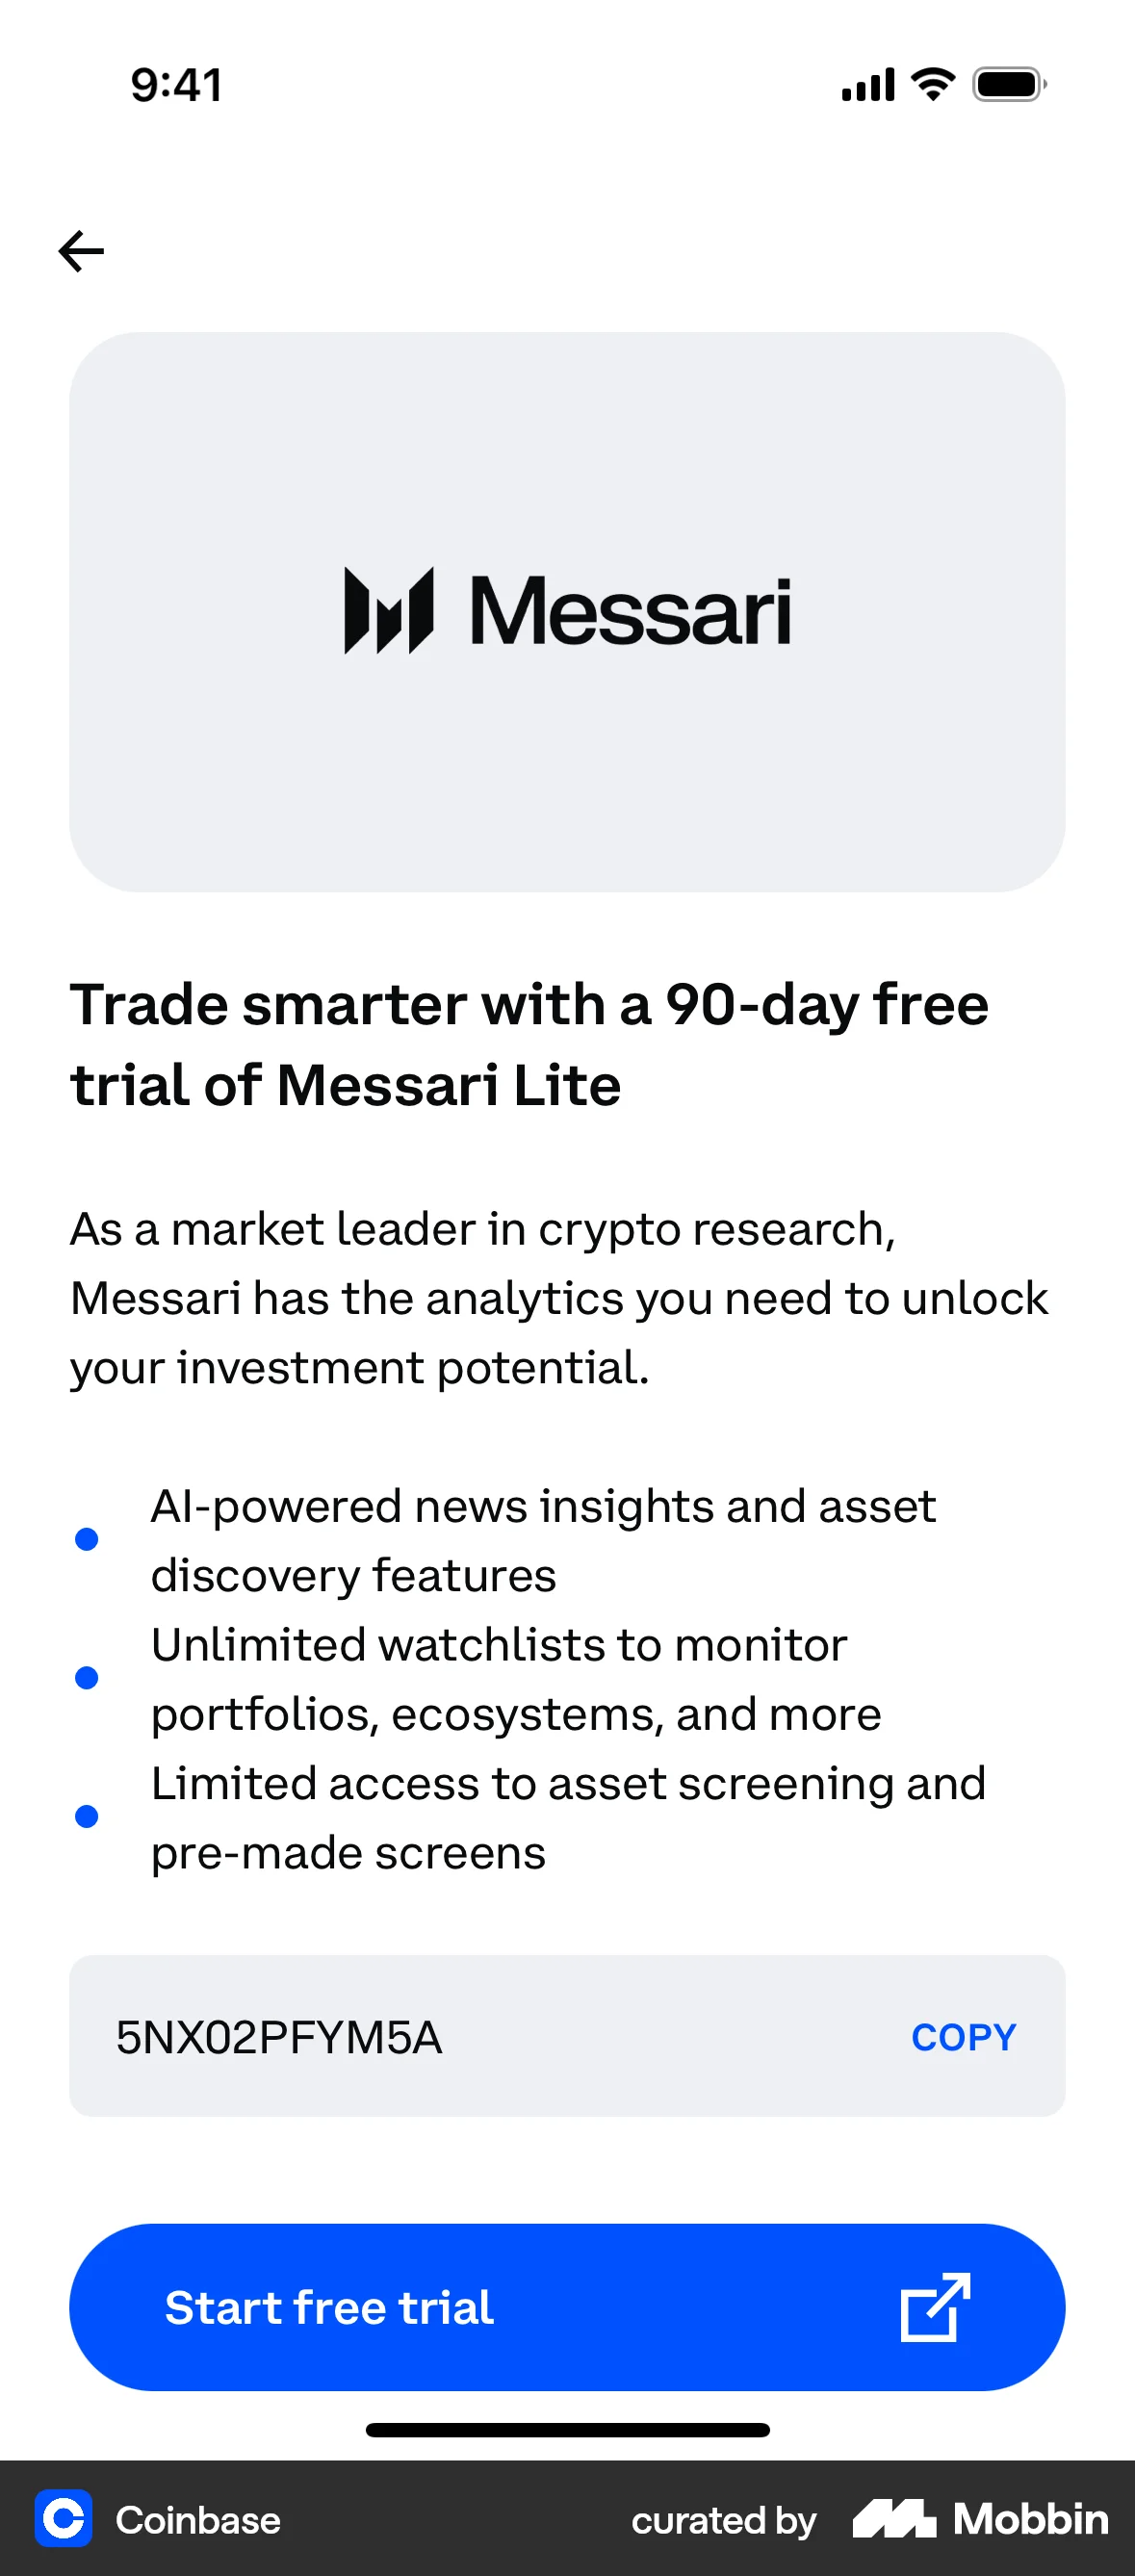 9:41
Messari
Trade smarter with a 90-day free
trial of Messari Lite
As a market leader in crypto research,
Messari has the analytics you need to unlock
your investment potential.
AI-powered news insights and asset
discovery features
Unlimited watchlists to monitor
portfolios, ecosystems, and more
Limited access to asset screening and
pre-made screens
5NX02PFYM5A
COPY
Start free trial
Coinbase
curated by
Mobbin